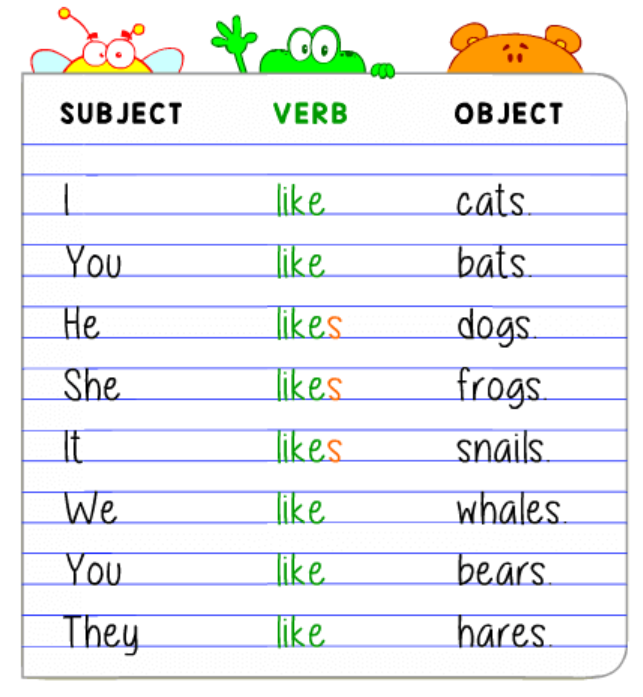 SUBJECT VERB OBJECT
I like cats.
You like bats.
He likes dogs.
She likes frogs.
It likes snails.
We like whales.
You like bears.
They like hares.